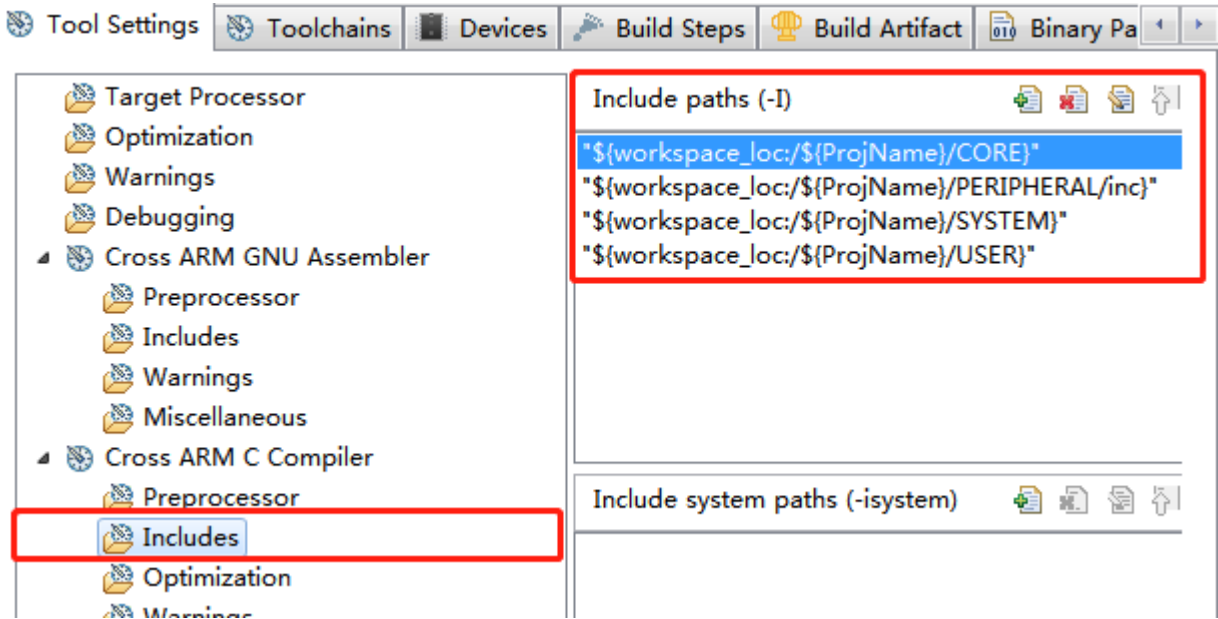 Tool Settings Toolchains Devices Build Steps Build Artifact Binary Pa
Target Processor
Optimization
Warnings
Debugging
Cross ARM GNU Assembler
Preprocessor
Includes
Warnings
Miscellaneous
Cross ARM C Compiler
Preprocessor
Includes
Optimization
Warnings
Include paths (-I)
"${workspace_loc:/${ProjName}/CORE}"
"${workspace_loc:/${ProjName}/PERIPHERAL/inc}"
"${workspace_loc:/${ProjName}/SYSTEM}"
"${workspace_loc:/${ProjName}/USER}"
Include system paths (-isystem)